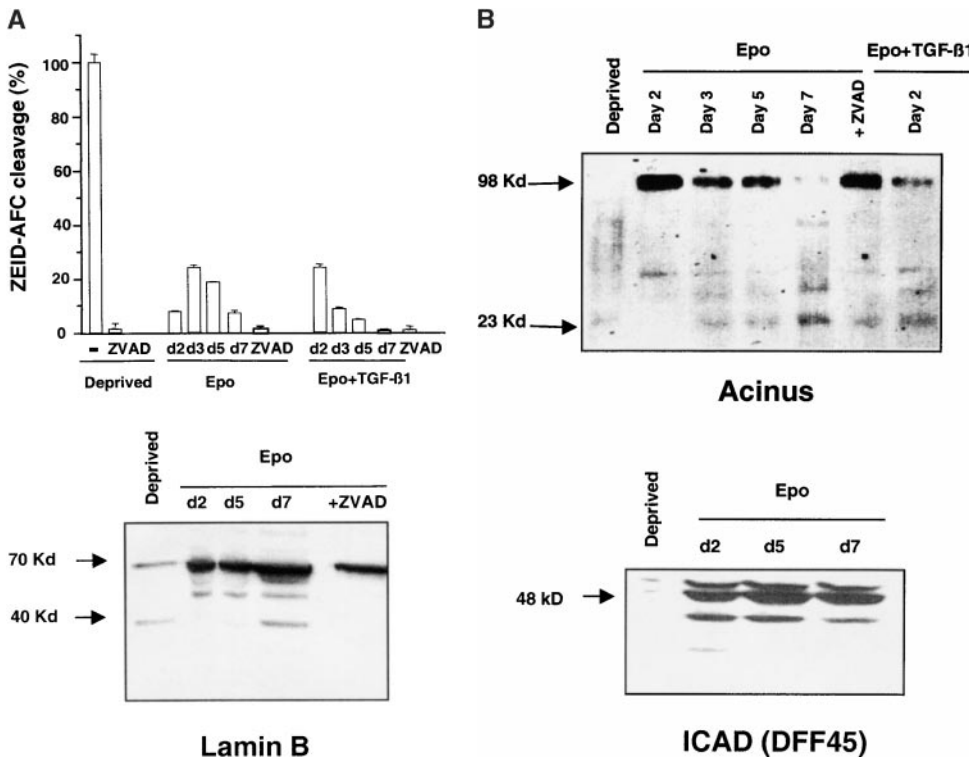 A
ZEID-AFC cleavage (%)
100
80
60
40
20
0
– ZVAD d2 d3 d5 d7 ZVAD d2 d3 d5 d7 ZVAD
Deprived Epo Epo+TGF-ß1
B
Epo Epo+TGF-ß1
Deprived Day 2 Day 3 Day 5 Day 7 + ZVAD Day 2
98 Kd
23 Kd
Acinus
Deprived Epo
d2 d5 d7 +ZVAD
70 Kd
40 Kd
Lamin B
Deprived Epo
d2 d5 d7
48 kD
ICAD (DFF45)